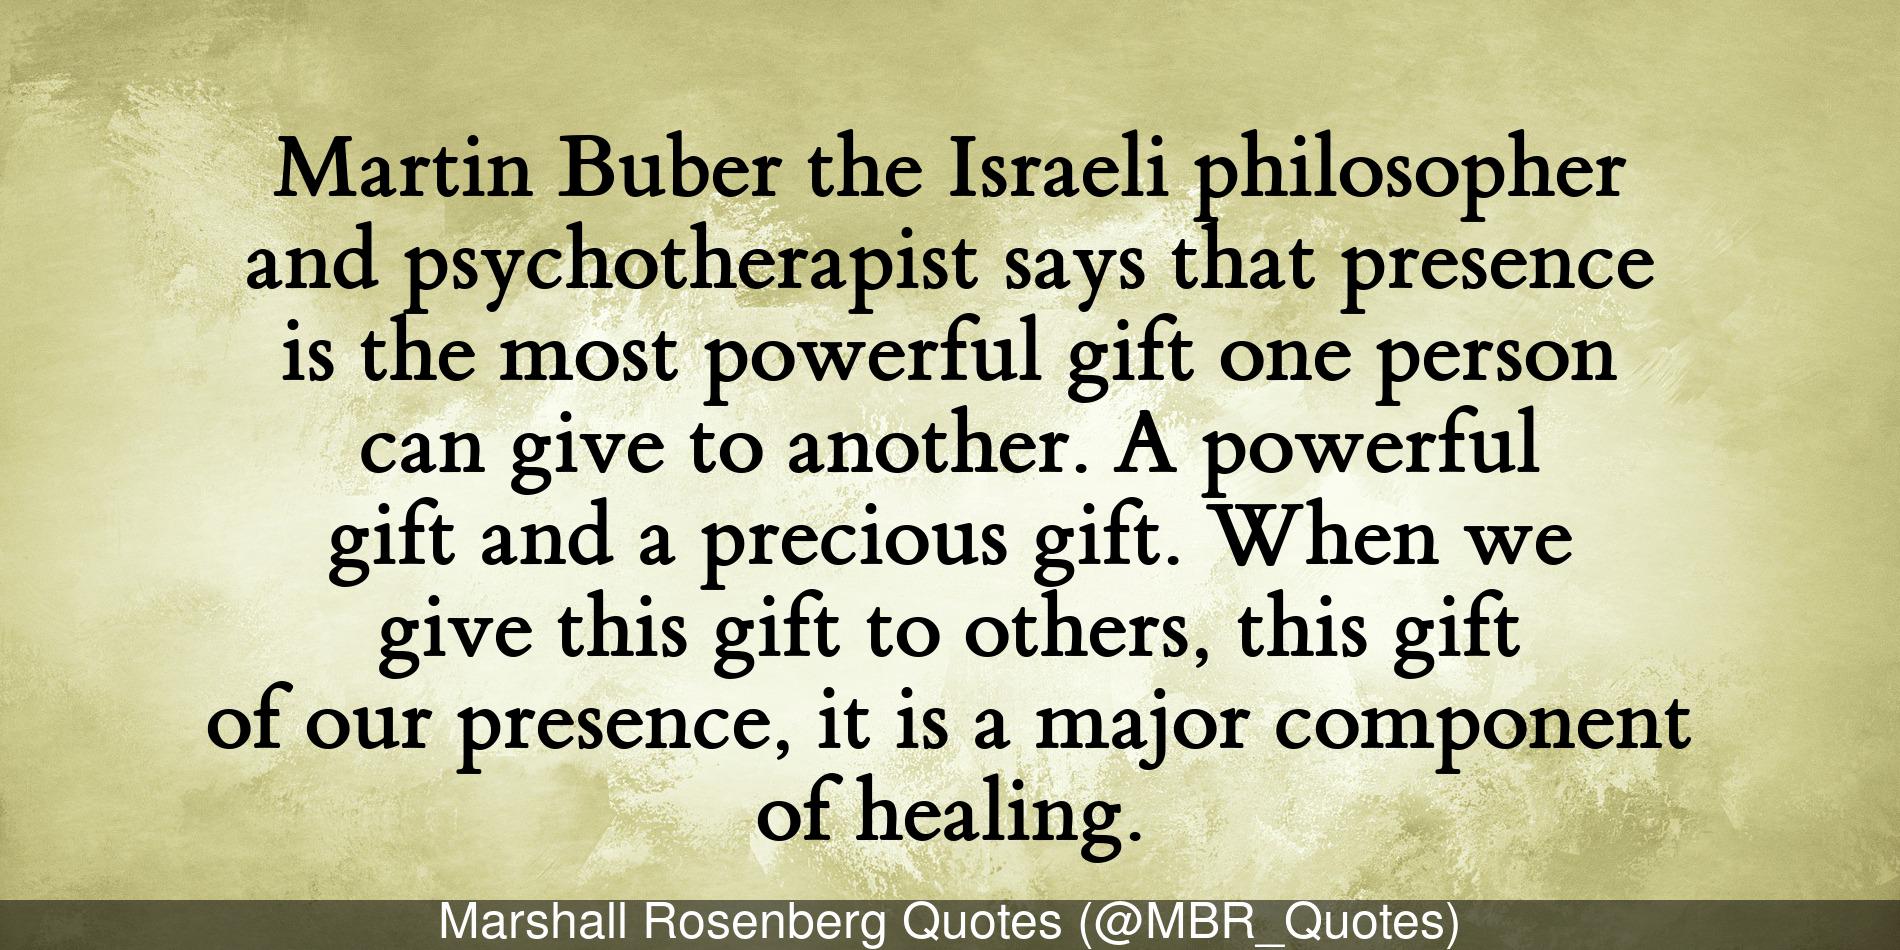 Martin Buber the Israeli philosopher
and psychotherapist says that presence
is the most powerful gift one person
can give to another. A powerful
gift and a precious gift. When we
give this gift to others, this gift
of our presence, it is a major component
of healing.
Marshall Rosenberg Quotes (@MBR_Quotes)